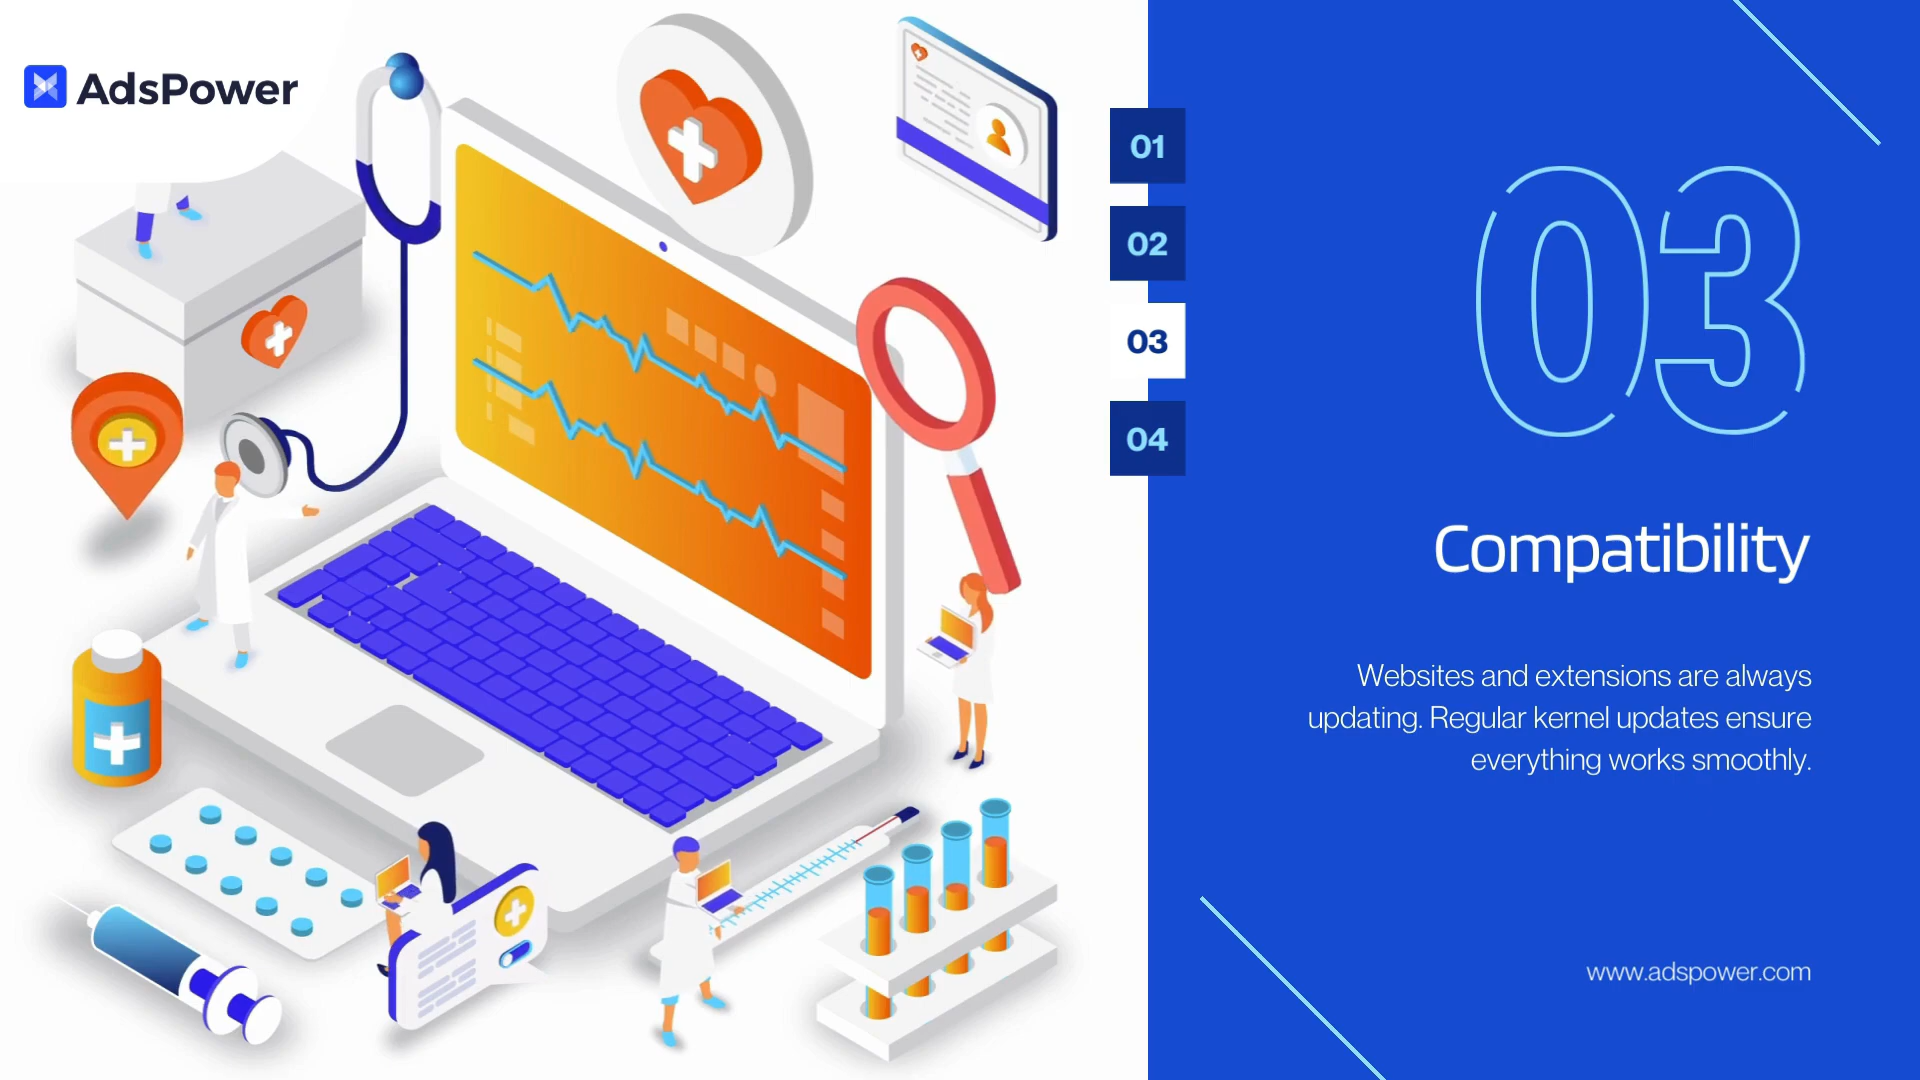 AdsPower
01
02
03
04
03
Compatibility
Websites and extensions are always
updating. Regular kernel updates ensure
everything works smoothly.
www.adspower.com